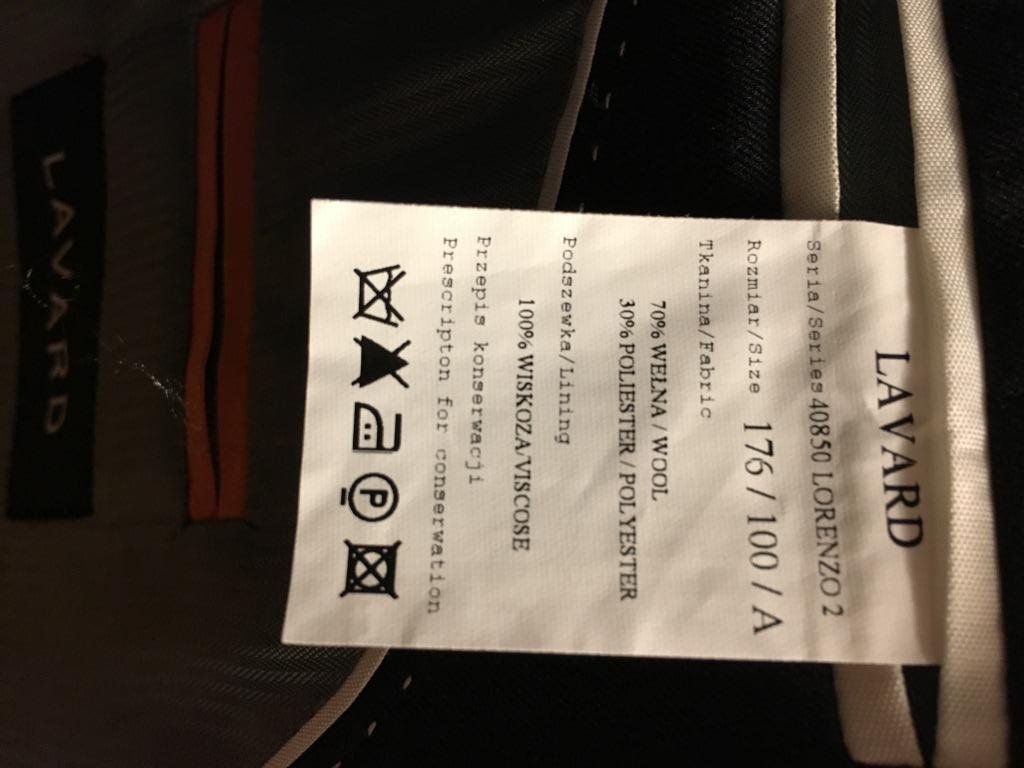 LAVARD
Seria/Series 40850 LORENZO 2
Rozmiar/Size 176 / 100 / A
Tkanina/Fabric
70% WEŁNA / WOOL
30% POLIESTER / POLYESTER
Podszewka/Lining
100% WISKOZA/VISCOSE
Przepis konserwacji
Prescripton for conserwation
P
LAVARD